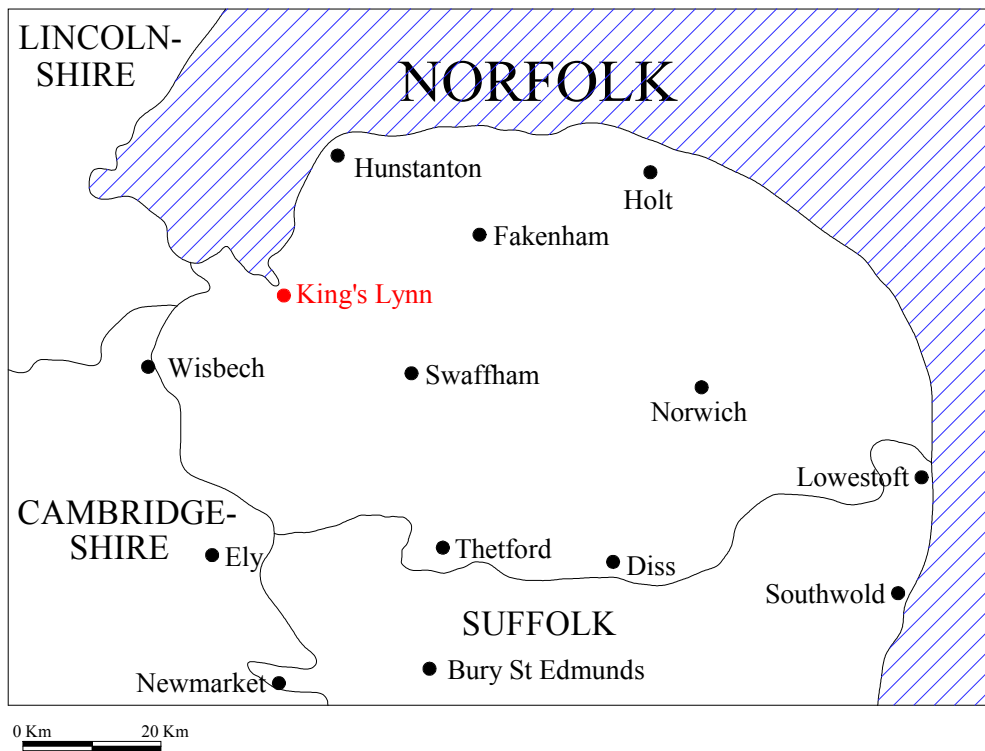 LINCOLN-
SHIRE
NORFOLK
Hunstanton
Holt
Fakenham
King's Lynn
Wisbech
Swaffham
Norwich
Lowestoft
CAMBRIDGE-
SHIRE
Ely
Thetford
Diss
Southwold
SUFFOLK
Bury St Edmunds
Newmarket
0 Km 20 Km